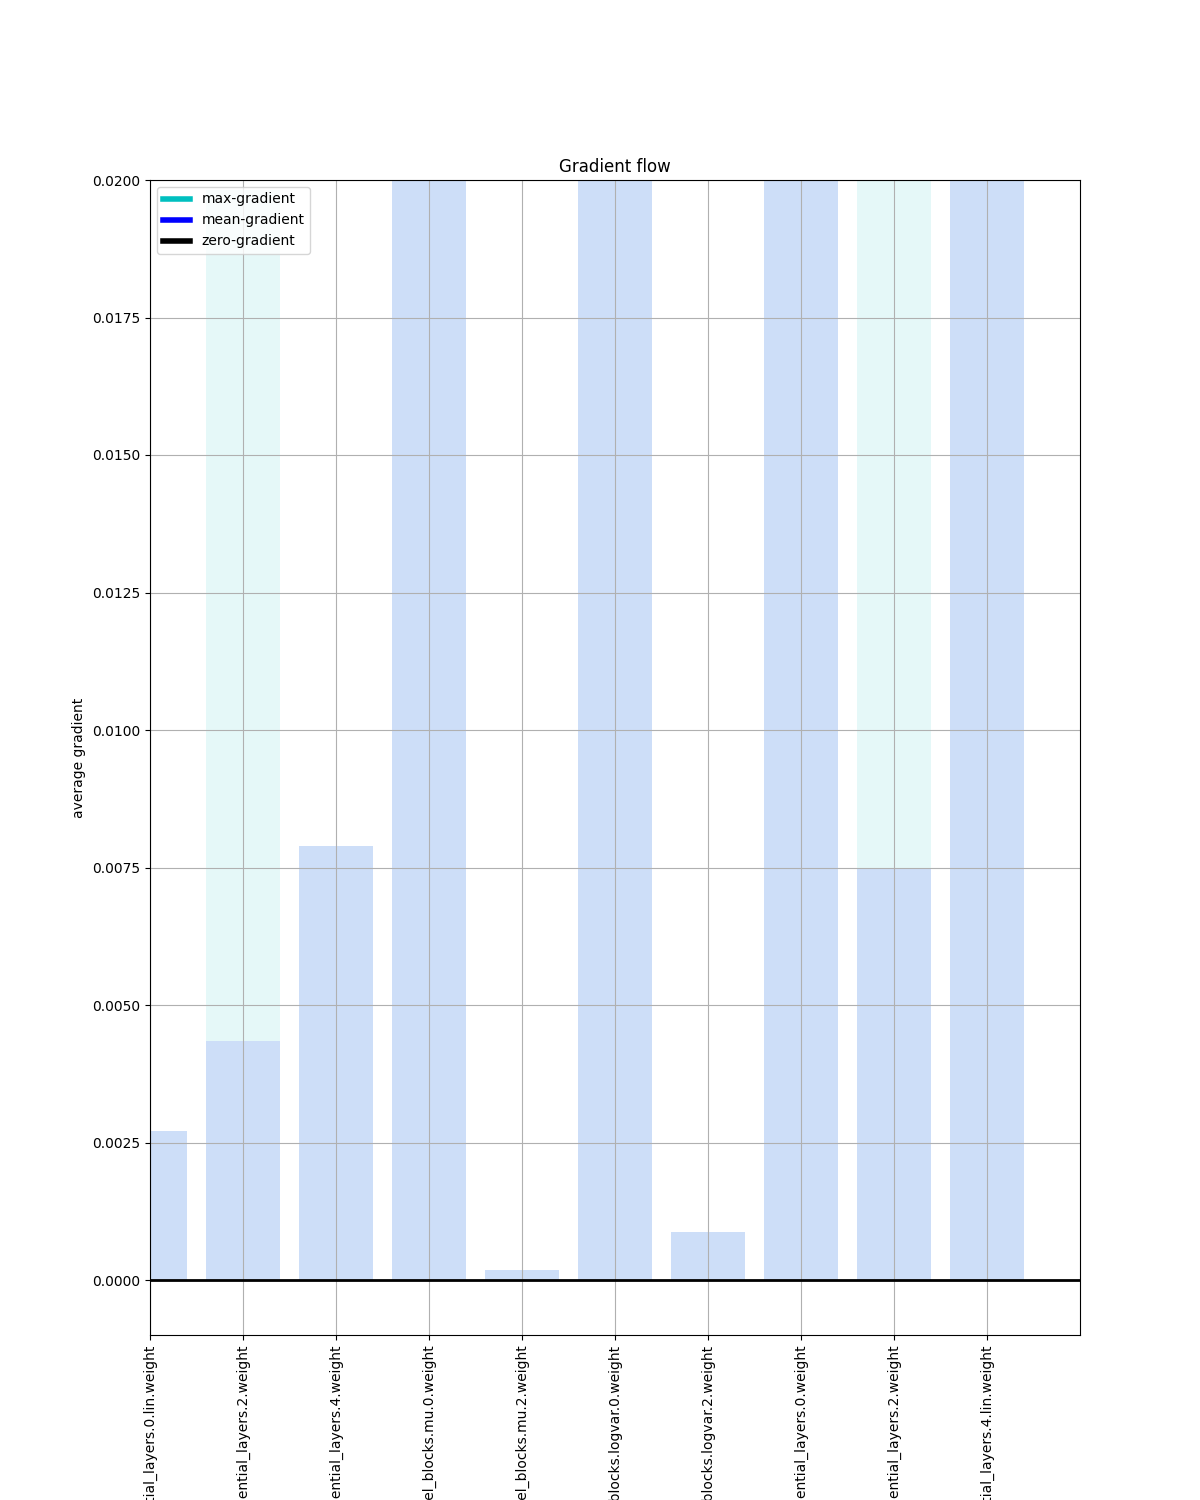 Gradient flow
max-gradient
mean-gradient
zero-gradient
0.0200
0.0175
0.0150
0.0125
0.0100
0.0075
0.0050
0.0025
0.0000
average gradient
tial_layers.0.lin.weight
ential_layers.2.weight
ential_layers.4.weight
el_blocks.mu.0.weight
el_blocks.mu.2.weight
blocks.logvar.0.weight
blocks.logvar.2.weight
ential_layers.0.weight
ential_layers.2.weight
tial_layers.4.lin.weight